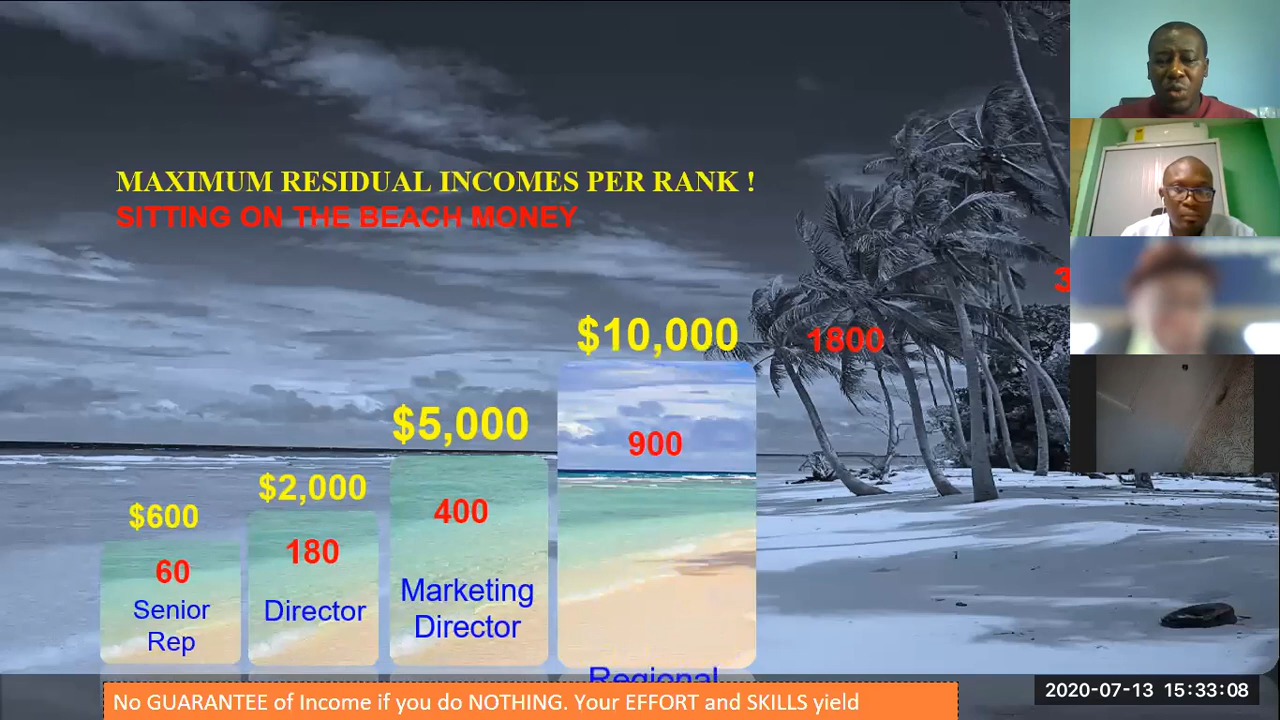 MAXIMUM RESIDUAL INCOMES PER RANK !
SITTING ON THE BEACH MONEY
$600
60
Senior
Rep
$2,000
180
Director
$5,000
400
Marketing
Director
$10,000
900
Regional
1800
3
No GUARANTEE of Income if you do NOTHING. Your EFFORT and SKILLS yield
2020-07-13 15:33:08